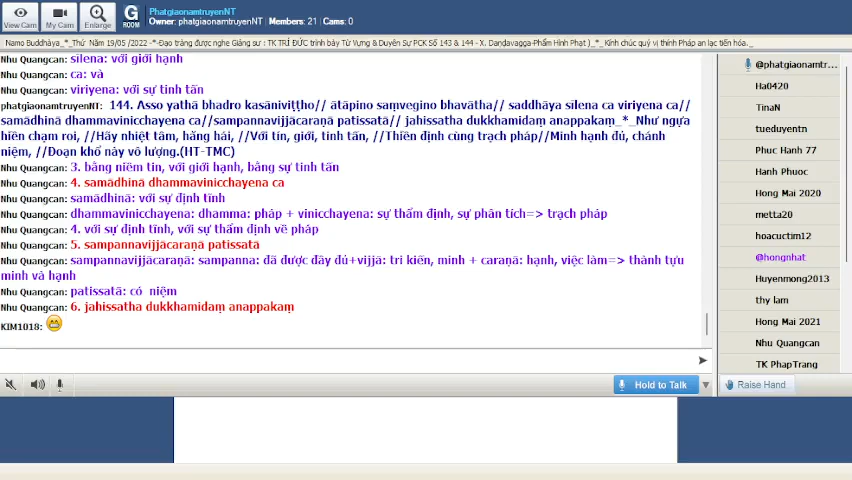 View Cam
My Cam
Enlarge
G
ROOM
PhatgiaonamtruyenNT
Owner: phatgiaonamtruyenNT | Members: 21 | Cams: 0
Namo Buddhàya_*_Thứ Năm 19/05 /2022 -*-Đạo tràng được nghe Giảng sư : TK TRÍ ĐỨC trình bày Từ Vựng & Duyên Sự PCK Số 143 & 144 - X. Daṇḍavagga-Phẩm Hình Phạt )_*_Kính chúc quý vị thính Pháp an lạc tiến hóa._
Nhu Quangcan: sīlena: với giới hạnh
Nhu Quangcan: ca: và
Nhu Quangcan: viriyena: với sự tinh tấn
phatgiaonamtruyenNT: 144. Asso yathā bhadro kasāniviṭṭho// ātāpino saṃvegino bhavātha// saddhāya sīlena ca viriyena ca//
samādhinā dhammavinicchayena ca//sampannavijjācaraṇā patissatā// jahissatha dukkhamidaṃ anappakaṃ_*_Như ngựa
hiền chạm roi, //Hãy nhiệt tâm, hăng hái, //Với tín, giới, tinh tấn, //Thiền định cùng trạch pháp//Minh hạnh đủ, chánh
niệm, //Đoạn khổ này vô lượng.(HT-TMC)
Nhu Quangcan: 3. bằng niềm tin, với giới hạnh, bằng sự tinh tấn
Nhu Quangcan: 4. samādhinā dhammavinicchayena ca
Nhu Quangcan: samādhinā: với sự định tĩnh
Nhu Quangcan: dhammavinicchayena: dhamma: pháp + vinicchayena: sự thẩm định, sự phân tích=> trạch pháp
Nhu Quangcan: 4. với sự định tĩnh, với sự thẩm định về pháp
Nhu Quangcan: 5. sampannavijjācaraṇā patissatā
Nhu Quangcan: sampannavijjācaraṇā: sampanna: đã được đầy đủ+vijjā: tri kiến, minh + caraṇā: hạnh, việc làm=> thành tựu
minh và hạnh
Nhu Quangcan: patissatā: có niệm
Nhu Quangcan: 6. jahissatha dukkhamidaṃ anappakaṃ
KIM1018:
Hold to Talk
@phatgiaonamtr...
Ha0420
TinaN
tueduyentn
Phuc Hanh 77
Hanh Phuoc
Hong Mai 2020
metta20
hoacuctim12
@hongnhat
Huyenmong2013
thy lam
Hong Mai 2021
Nhu Quangcan
TK PhapTrang
Raise Hand